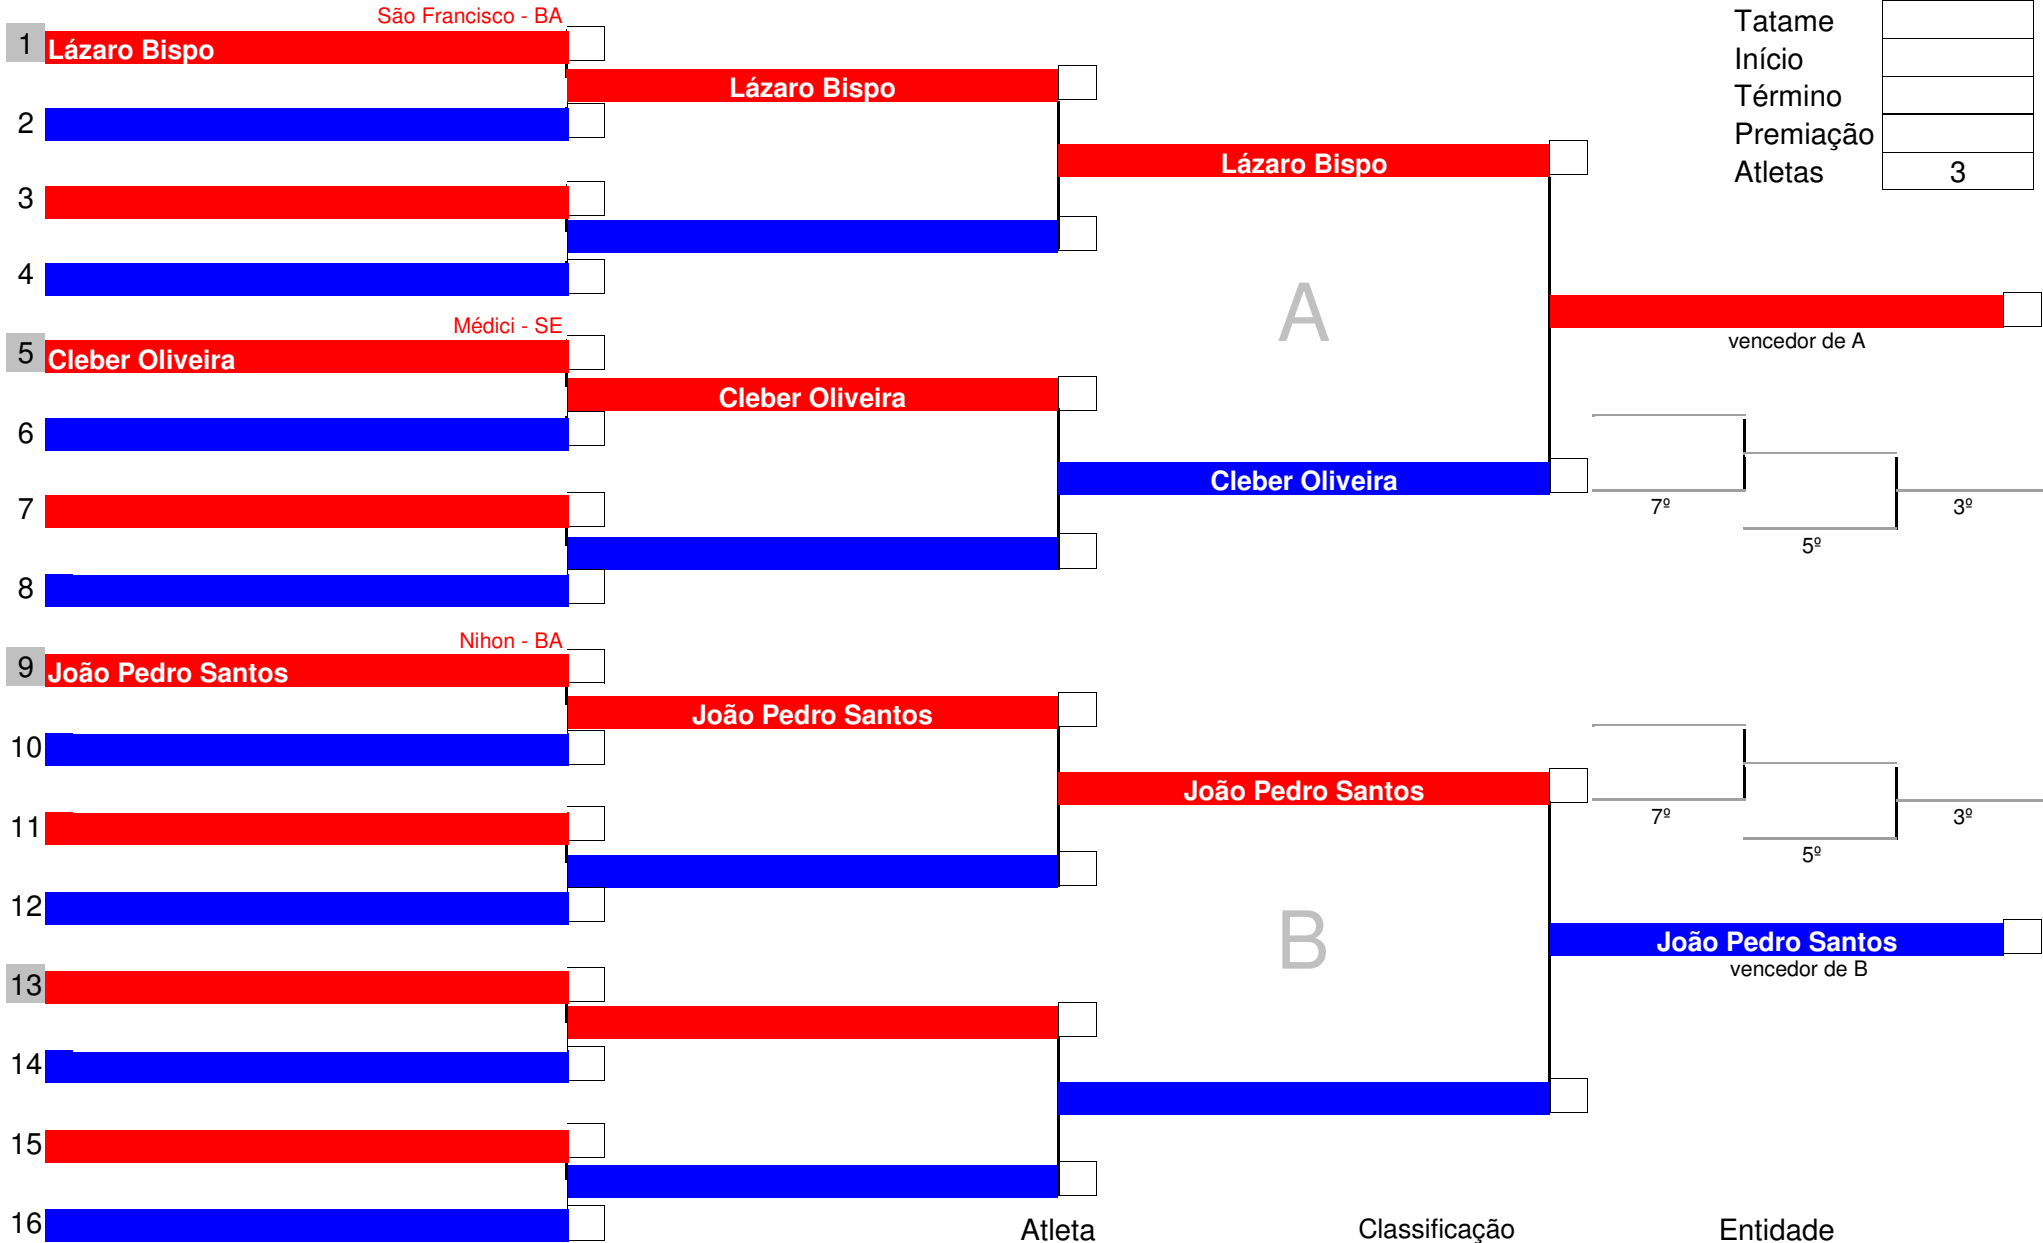 São Francisco - BA
1 Lázaro Bispo
Lázaro Bispo
2
Lázaro Bispo
3
4
Tatame
Início
Término
Premiação
Atletas 3
A
Médici - SE
5 Cleber Oliveira
Cleber Oliveira
6
Cleber Oliveira
7
8
vencedor de A
7º
3º
5º
Nihon - BA
9 João Pedro Santos
João Pedro Santos
10
João Pedro Santos
11
12
7º
3º
5º
B
João Pedro Santos
vencedor de B
13
14
15
16
Atleta Classificação Entidade